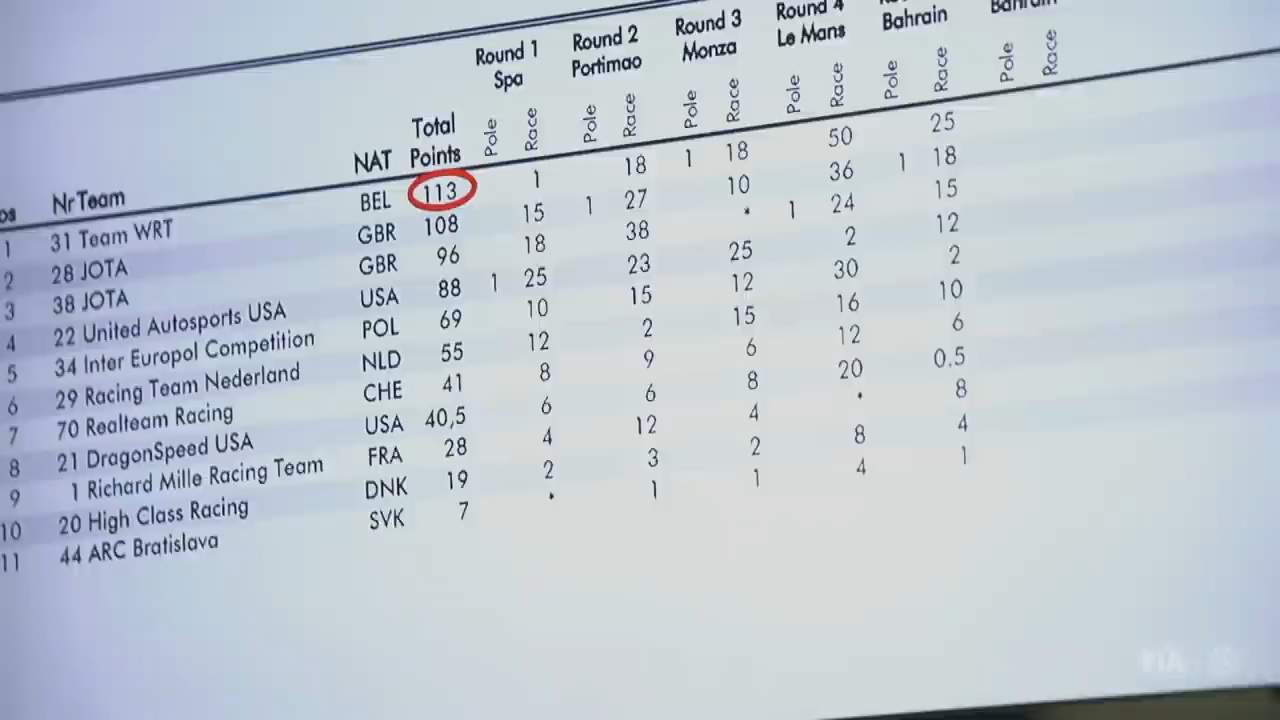 Round 1 Round 2 Round 3 Round 4
Spa Portimao Monza Le Mans Bahrain Bahrain
Nr Team NAT Total Points Pole Race Pole Race Pole Race Pole Race Pole Race Pole Race
1 31 Team WRT BEL 113 1 18 1 18 50 25
2 28 JOTA GBR 108 15 1 27 10 36 1 18
3 38 JOTA GBR 96 18 38 * 1 24 15
4 22 United Autosports USA USA 88 1 25 23 25 2 12
5 34 Inter Europol Competition POL 69 10 15 12 30 2
6 29 Racing Team Nederland NLD 55 12 2 15 16 10
7 70 Realteam Racing CHE 41 8 9 6 12 6
8 21 DragonSpeed USA USA 40,5 6 6 8 20 0.5
9 1 Richard Mille Racing Team FRA 28 4 12 4 * 8
10 20 High Class Racing DNK 19 2 3 2 8 4
11 44 ARC Bratislava SVK 7 * 1 1 4 1
FIA